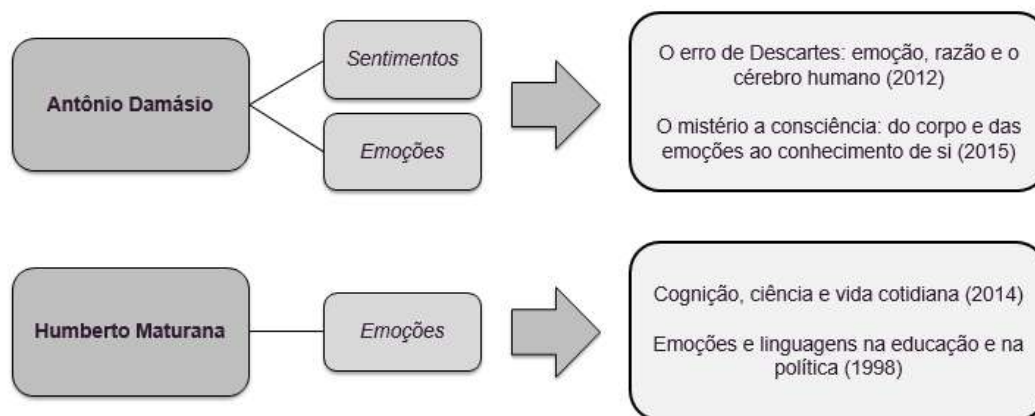 Antônio Damásio
Sentimentos
Emoções
O erro de Descartes: emoção, razão e o
cérebro humano (2012)
O mistério a consciência: do corpo e das
emoções ao conhecimento de si (2015)
Humberto Maturana
Emoções
Cognição, ciência e vida cotidiana (2014)
Emoções e linguagens na educação e na
política (1998)